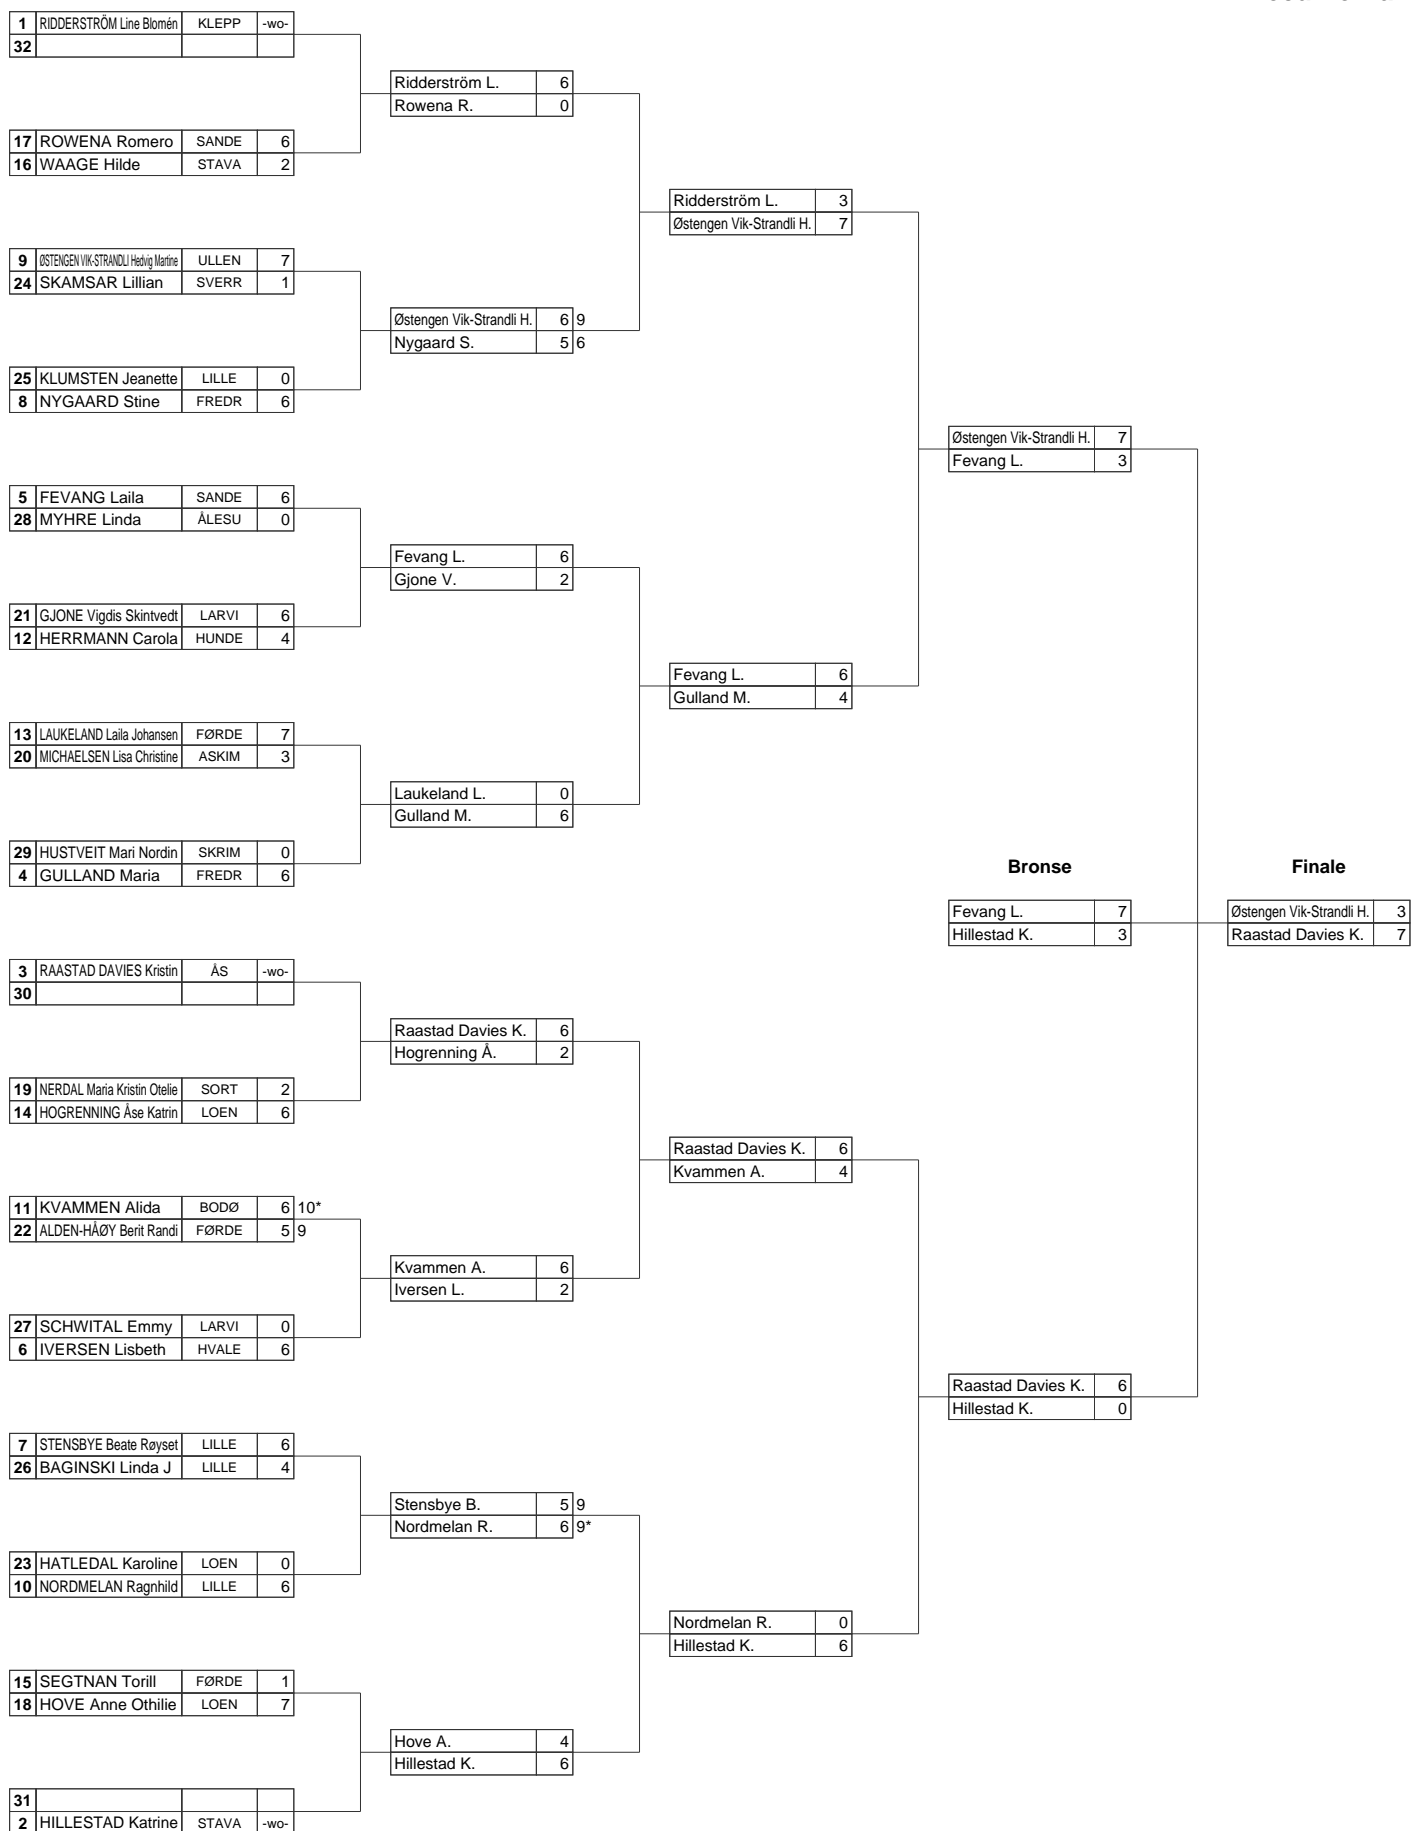 1 RIDDERSTRÖM Line Blomén KLEPP -wo-
32
Ridderström L. 6
Rowena R. 0
17 ROWENA Romero SANDE 6
16 WAAGE Hilde STAVA 2
Ridderström L. 3
Østengen Vik-Strandli H. 7
9 ØSTENGEN VIK-STRANDLI Hedvig Martine ULLEN 7
24 SKAMSAR Lillian SVERR 1
Østengen Vik-Strandli H. 6 9
Nygaard S. 5 6
25 KLUMSTEN Jeanette LILLE 0
8 NYGAARD Stine FREDR 6
Østengen Vik-Strandli H. 7
Fevang L. 3
5 FEVANG Laila SANDE 6
28 MYHRE Linda ÅLESU 0
Fevang L. 6
Gjone V. 2
21 GJONE Vigdis Skintvedt LARVI 6
12 HERRMANN Carola HUNDE 4
Fevang L. 6
Gulland M. 4
13 LAUKELAND Laila Johansen FØRDE 7
20 MICHAELSEN Lisa Christine ASKIM 3
Laukeland L. 0
Gulland M. 6
29 HUSTVEIT Mari Nordin SKRIM 0
4 GULLAND Maria FREDR 6
Bronse Finale
Fevang L. 7 Østengen Vik-Strandli H. 3
Hillestad K. 3 Raastad Davies K. 7
3 RAASTAD DAVIES Kristin ÅS -wo-
30
Raastad Davies K. 6
Hogrenning Å. 2
19 NERDAL Maria Kristin Otelie SORT 2
14 HOGRENNING Åse Katrin LOEN 6
Raastad Davies K. 6
Kvammen A. 4
11 KVAMMEN Alida BODØ 6 10*
22 ALDEN-HÅØY Berit Randi FØRDE 5 9
Kvammen A. 6
Iversen L. 2
27 SCHWITAL Emmy LARVI 0
6 IVERSEN Lisbeth HVALE 6
Raastad Davies K. 6
Hillestad K. 0
7 STENSBYE Beate Røyset LILLE 6
26 BAGINSKI Linda J LILLE 4
Stensbye B. 5 9
Nordmelan R. 6 9*
23 HATLEDAL Karoline LOEN 0
10 NORDMELAN Ragnhild LILLE 6
Nordmelan R. 0
Hillestad K. 6
15 SEGTNAN Torill FØRDE 1
18 HOVE Anne Othilie LOEN 7
Hove A. 4
Hillestad K. 6
31
2 HILLESTAD Katrine STAVA -wo-